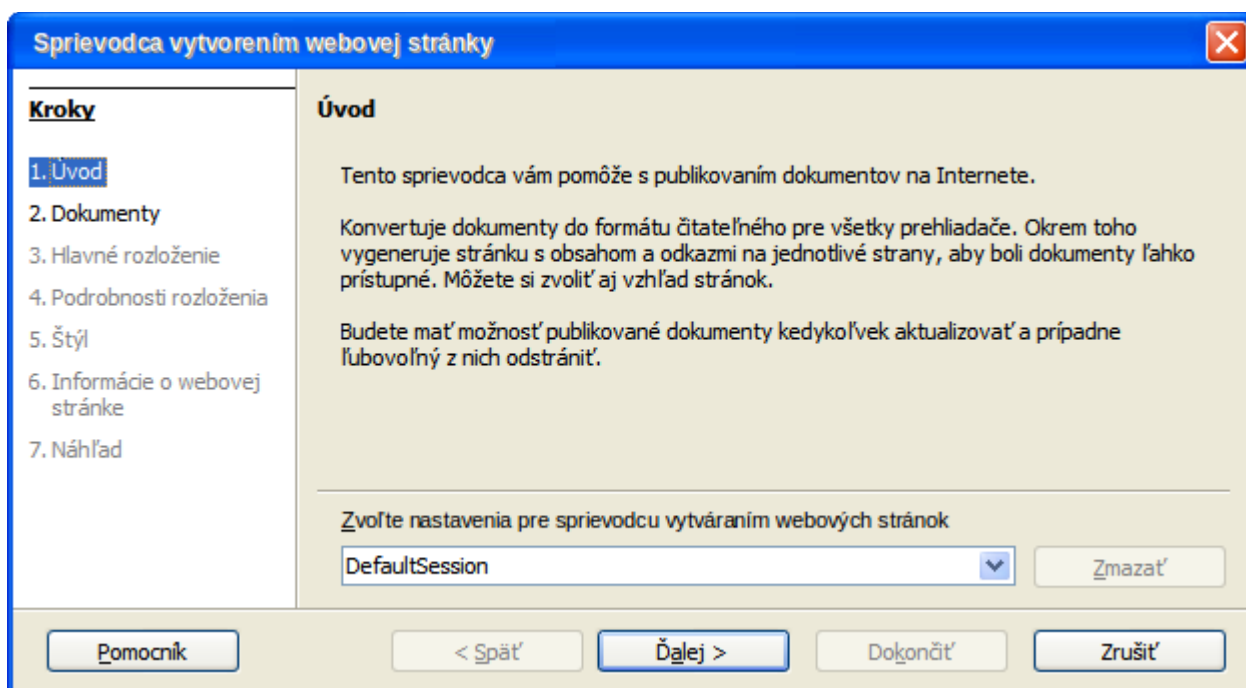 Sprievodca vytvorením webovej stránky
Kroky
1. Úvod
2. Dokumenty
3. Hlavné rozloženie
4. Podrobnosti rozloženia
5. Štýl
6. Informácie o webovej
stránke
7. Náhľad
Úvod
Tento sprievodca vám pomôže s publikovaním dokumentov na Internete.
Konvertuje dokumenty do formátu čitateľného pre všetky prehliadače. Okrem toho
vygeneruje stránku s obsahom a odkazmi na jednotlivé strany, aby boli dokumenty ľahko
prístupné. Môžete si zvoliť aj vzhľad stránok.
Budete mať možnosť publikované dokumenty kedykoľvek aktualizovať a prípadne
ľubovoľný z nich odstrániť.
Zvoľte nastavenia pre sprievodcu vytváraním webových stránok
DefaultSession
Zmazať
Pomocník
< Späť
Ďalej >
Dokončiť
Zrušiť